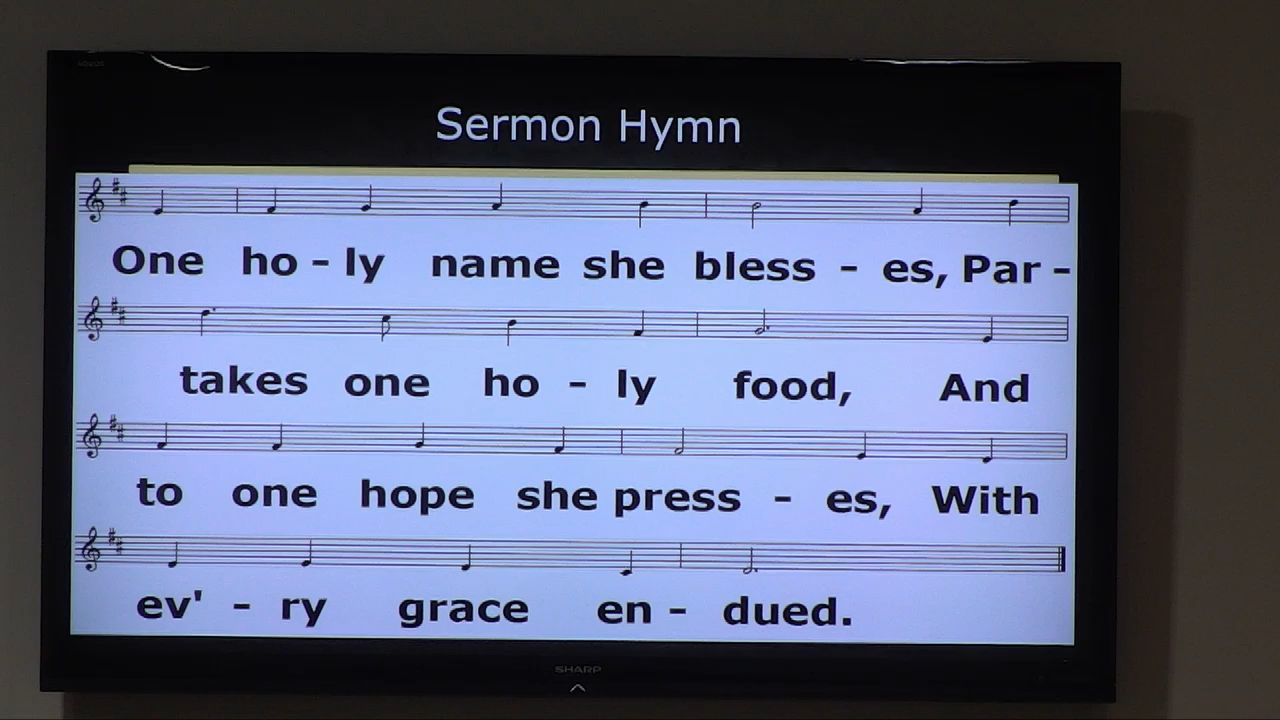 Sermon Hymn
One ho - ly name she bless - es, Par -
takes one ho - ly food, And
to one hope she press - es, With
ev' - ry grace en - dued.
SHARP